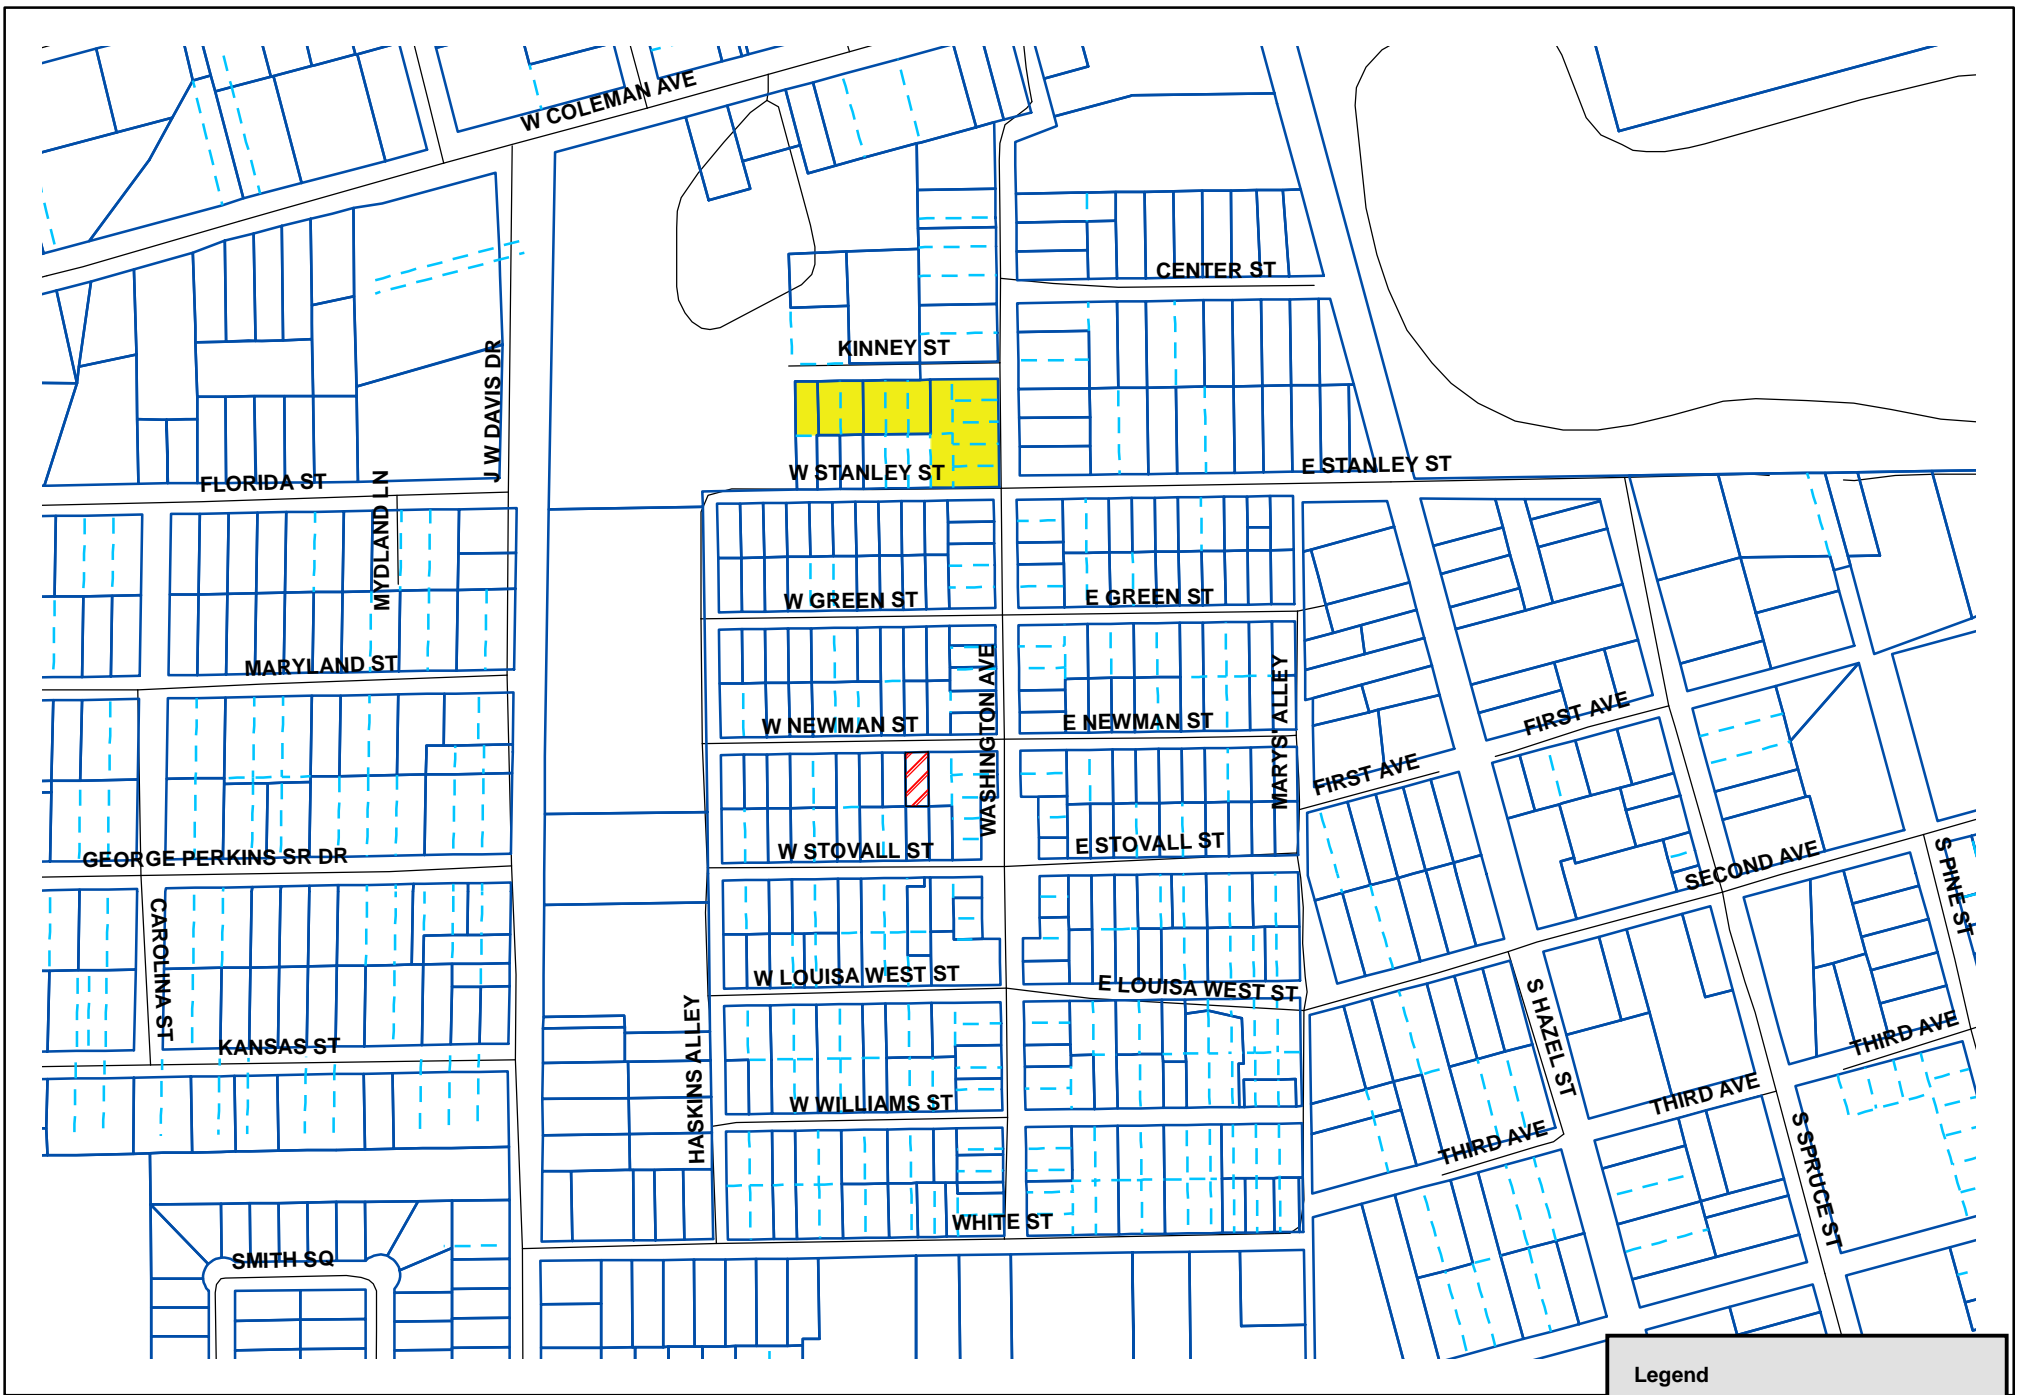 W COLEMAN AVE
CENTER ST
KINNEY ST
J W DAVIS DR
W STANLEY ST
E STANLEY ST
FLORIDA ST
MYDLAND LN
W GREEN ST
E GREEN ST
MARYLAND ST
W NEWMAN ST
WASHINGTON AVE
E NEWMAN ST
MARYS' ALLEY
FIRST AVE
FIRST AVE
GEORGE PERKINS SR DR
W STOVALL ST
E STOVALL ST
SECOND AVE
S PINE ST
CAROLINA ST
W LOUISA WEST ST
E LOUISA WEST ST
S HAZEL ST
KANSAS ST
HASKINS ALLEY
THIRD AVE
W WILLIAMS ST
THIRD AVE
THIRD AVE
S SPRUCE ST
WHITE ST
SMITH SQ
Legend